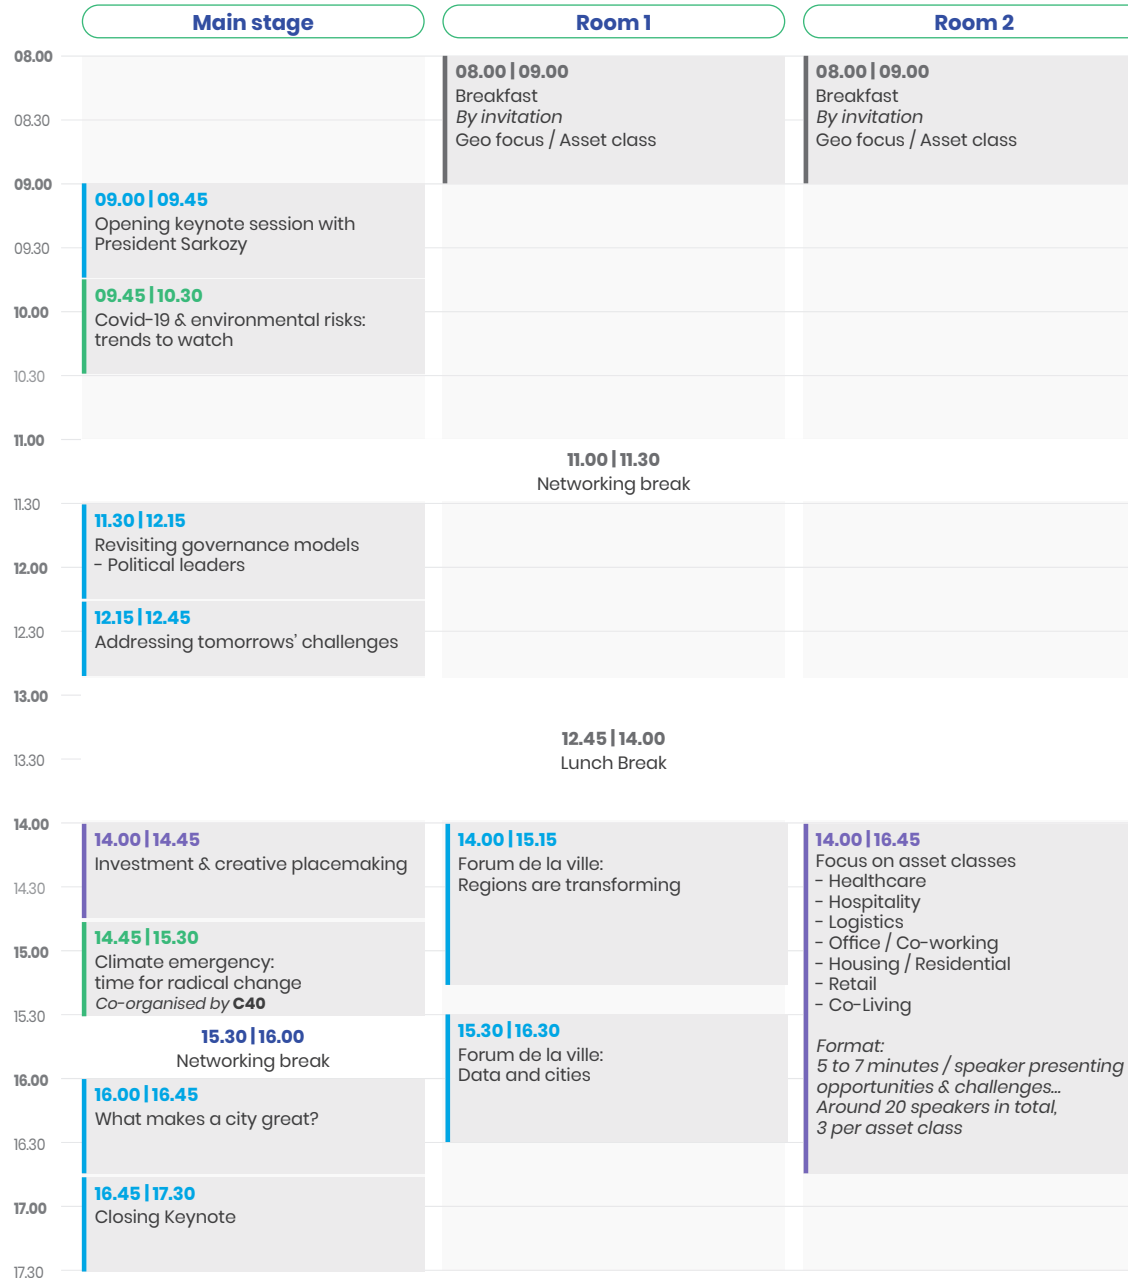 Main stage
Room 1
Room 2
08.00
08.30
09.00
09.30
10.00
10.30
11.00
11.30
12.00
12.30
13.00
13.30
14.00
14.30
15.00
15.30
16.00
16.30
17.00
17.30
09.00 | 09.45
Opening keynote session with
President Sarkozy
09.45 | 10.30
Covid-19 & environmental risks:
trends to watch
08.00 | 09.00
Breakfast
By invitation
Geo focus / Asset class
08.00 | 09.00
Breakfast
By invitation
Geo focus / Asset class
11.00 | 11.30
Networking break
11.30 | 12.15
Revisiting governance models
- Political leaders
12.15 | 12.45
Addressing tomorrows’ challenges
12.45 | 14.00
Lunch Break
14.00 | 14.45
Investment & creative placemaking
14.45 | 15.30
Climate emergency:
time for radical change
Co-organised by C40
15.30 | 16.00
Networking break
16.00 | 16.45
What makes a city great?
16.45 | 17.30
Closing Keynote
14.00 | 15.15
Forum de la ville:
Regions are transforming
15.30 | 16.30
Forum de la ville:
Data and cities
14.00 | 16.45
Focus on asset classes
- Healthcare
- Hospitality
- Logistics
- Office / Co-working
- Housing / Residential
- Retail
- Co-Living
Format:
5 to 7 minutes / speaker presenting
opportunities & challenges...
Around 20 speakers in total,
3 per asset class